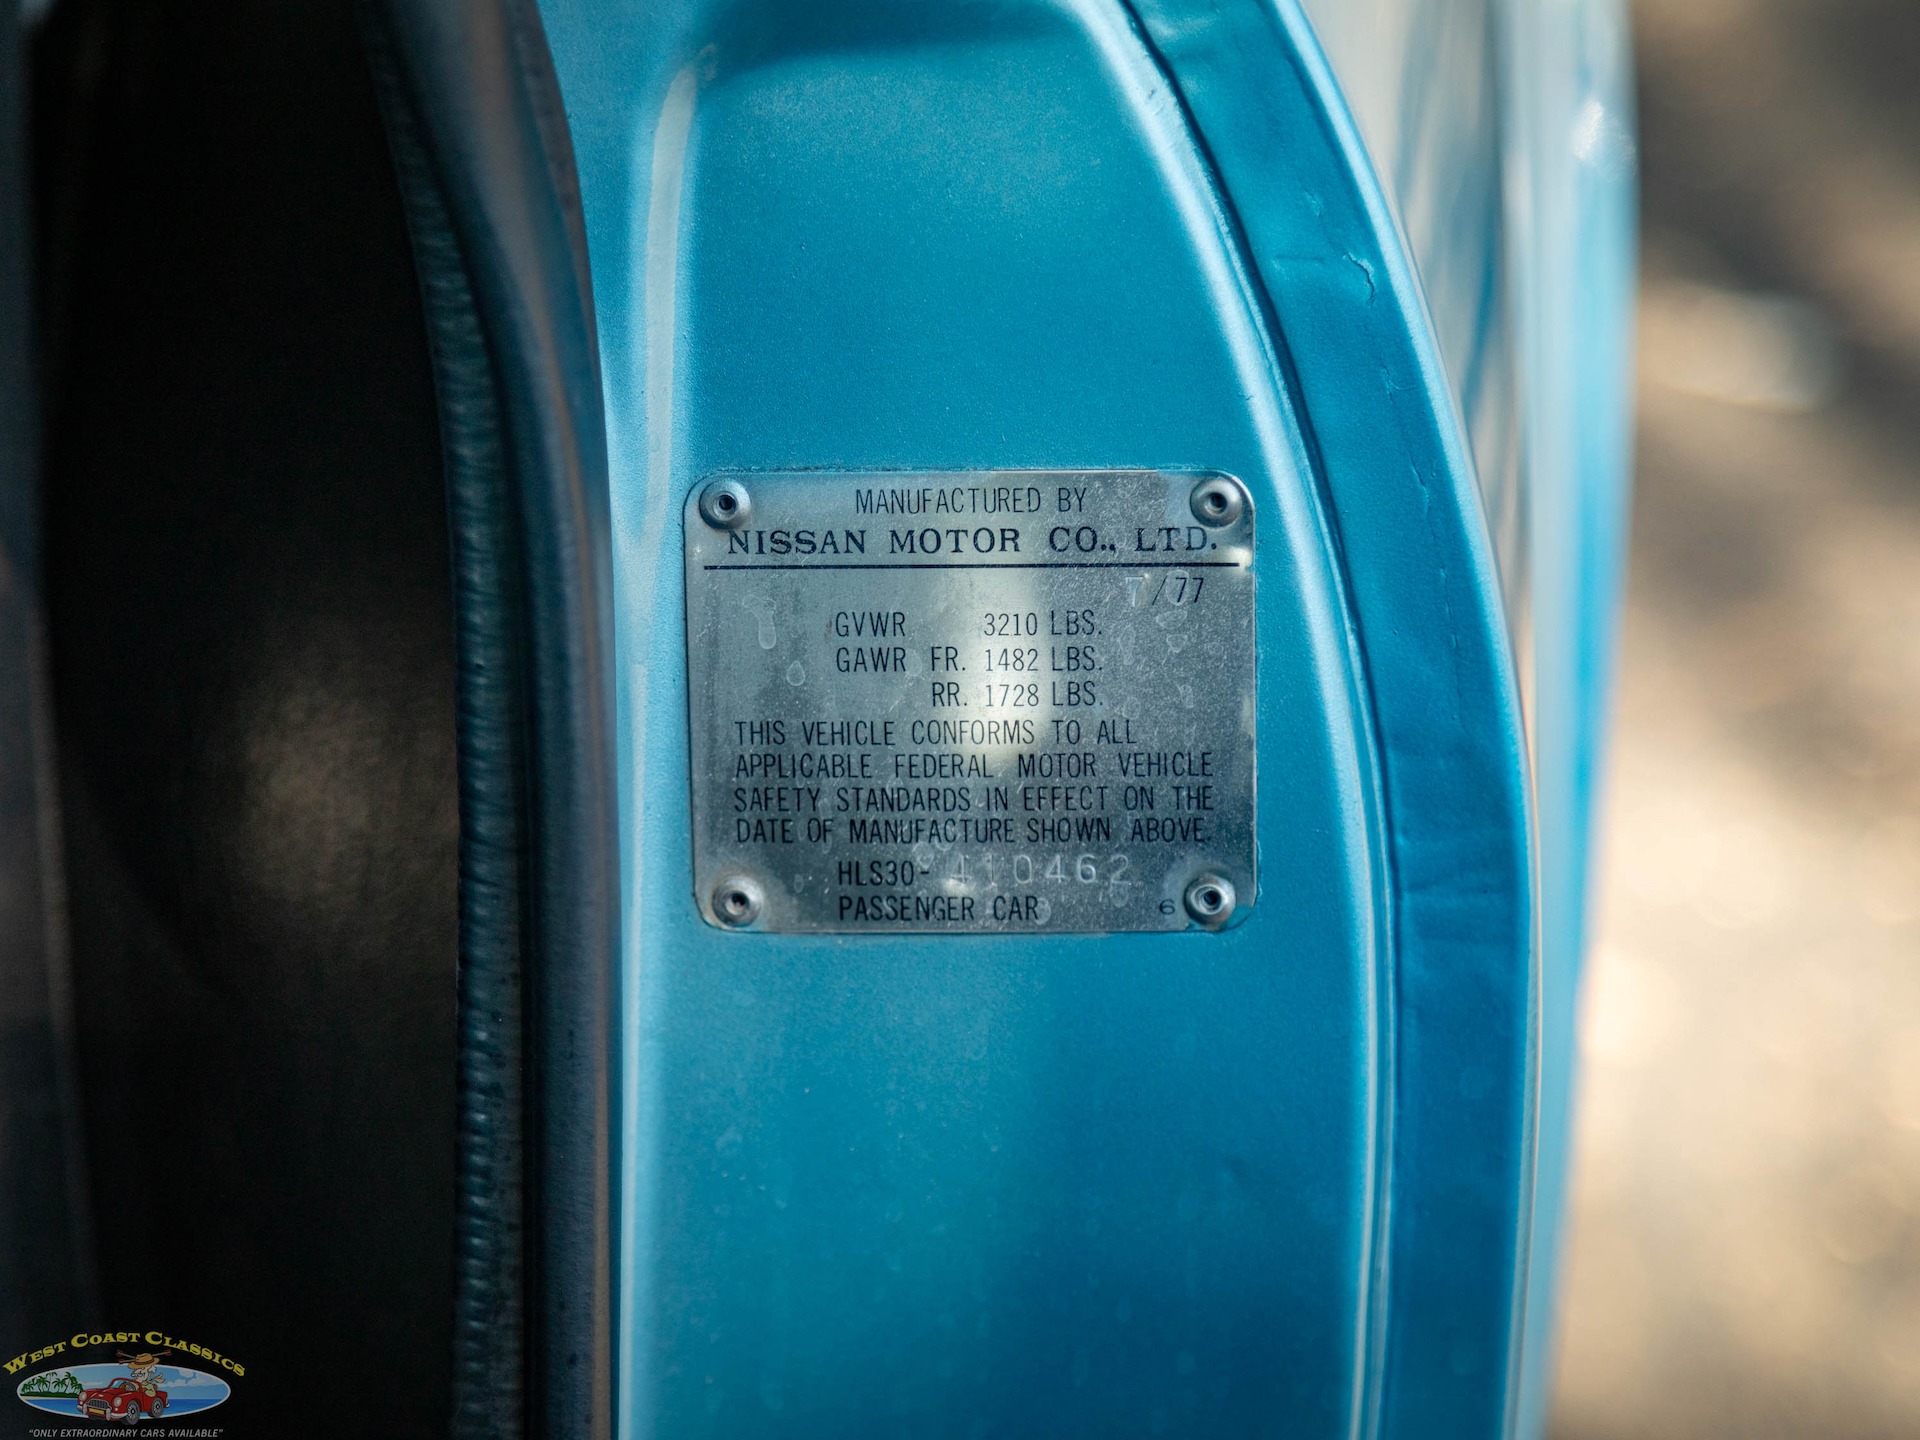 MANUFACTURED BY
NISSAN MOTOR CO., LTD.
7/77
GVWR 3210 LBS.
GAWR FR. 1482 LBS.
RR. 1728 LBS.
THIS VEHICLE CONFORMS TO ALL
APPLICABLE FEDERAL MOTOR VEHICLE
SAFETY STANDARDS IN EFFECT ON THE
DATE OF MANUFACTURE SHOWN ABOVE.
HLS30-410462
PASSENGER CAR 6
WEST COAST CLASSICS
"ONLY EXTRAORDINARY CARS AVAILABLE"